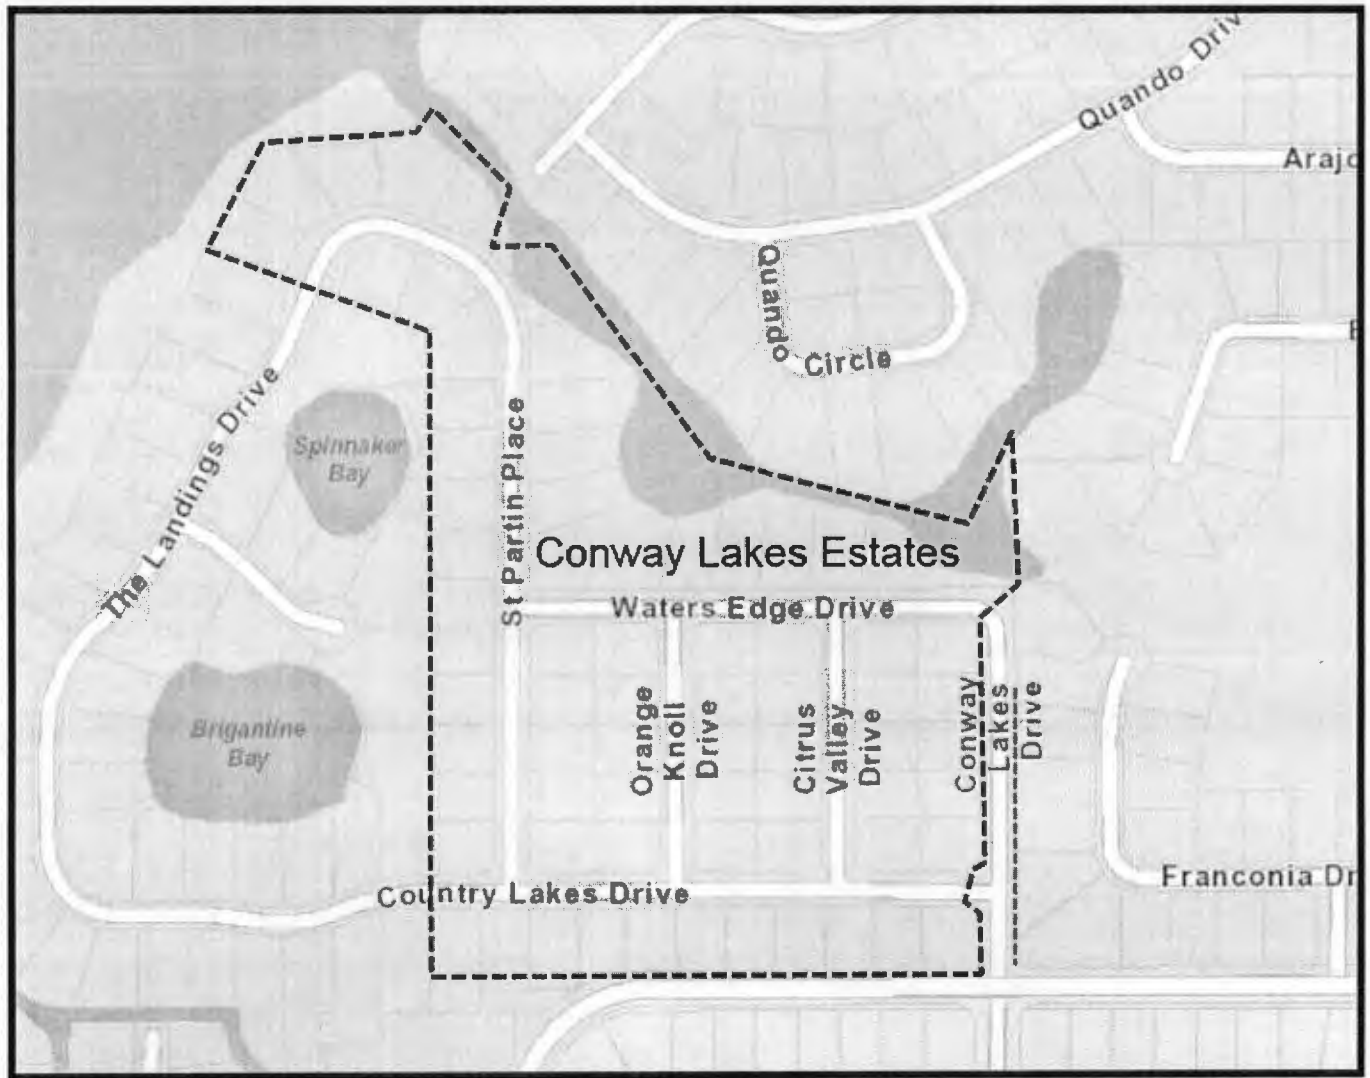 Quando Driv
Arajo
Quando
Circle
E
The Landings Drive
Spinnaker
Bay
St Partin Place
Conway Lakes Estates
Waters Edge Drive
Orange
Knoll
Drive
Citrus
Valley
Drive
Conway
Lakes
Drive
Brigantine
Bay
Country Lakes Drive
Franconia Dr